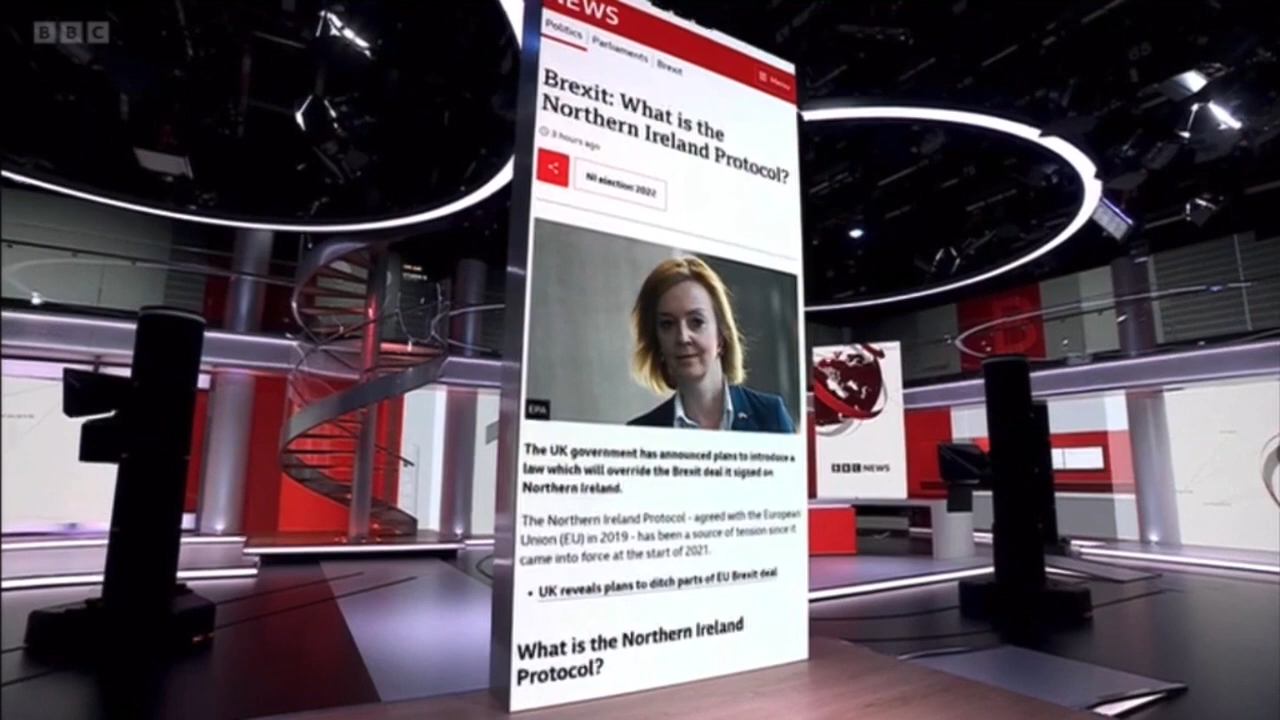 BBC
NEWS
Politics | Parliaments | Brexit
Menu
Brexit: What is the
Northern Ireland Protocol?
3 hours ago
NI election 2022
EPA
The UK government has announced plans to introduce a
law which will override the Brexit deal it signed on
Northern Ireland.
The Northern Ireland Protocol - agreed with the European
Union (EU) in 2019 - has been a source of tension since it
came into force at the start of 2021.
• UK reveals plans to ditch parts of EU Brexit deal
What is the Northern Ireland
Protocol?
B
BBC NEWS